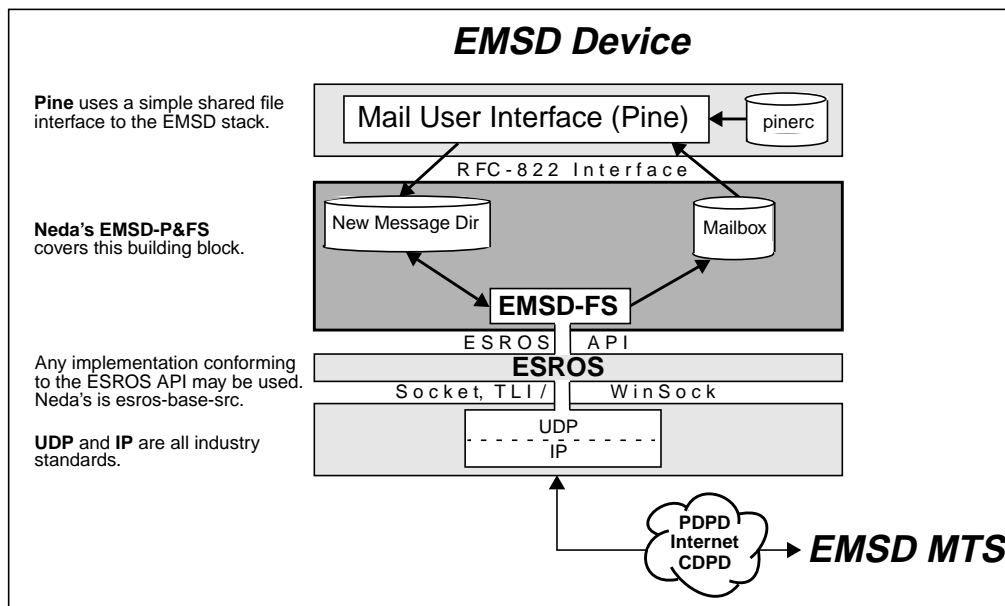 EMSD Device
Pine uses a simple shared file
interface to the EMSD stack.
Mail User Interface (Pine)
pinerc
RFC-822 Interface
Neda's EMSD-P&FS
covers this building block.
New Message Dir
Mailbox
EMSD-FS
ESROS API
Any implementation conforming
to the ESROS API may be used.
Neda's is esros-base-src.
ESROS
Socket, TLI / WinSock
UDP and IP are all industry
standards.
UDP
IP
PDPD
Internet
CDPD
EMSD MTS